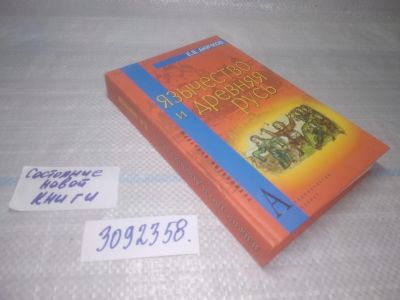 Е.В. АНИЧКОВ
ЯЗЫЧЕСТВО
И ДРЕВНЯЯ
РУСЬ
А
Состояние
новой
книги
3092358.